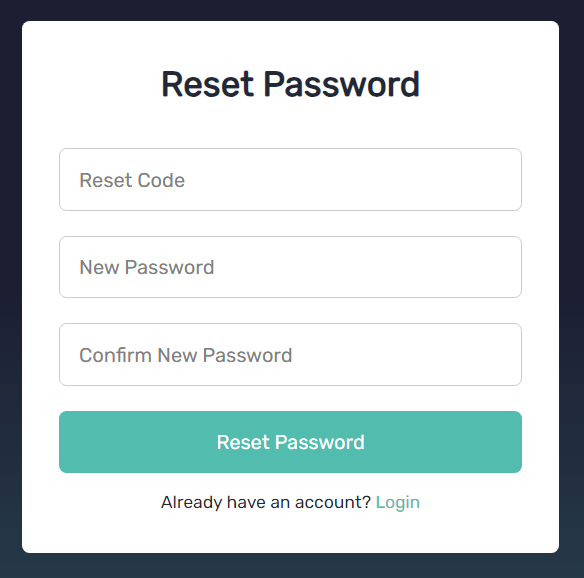 Reset Password
Reset Code
New Password
Confirm New Password
Reset Password
Already have an account? Login